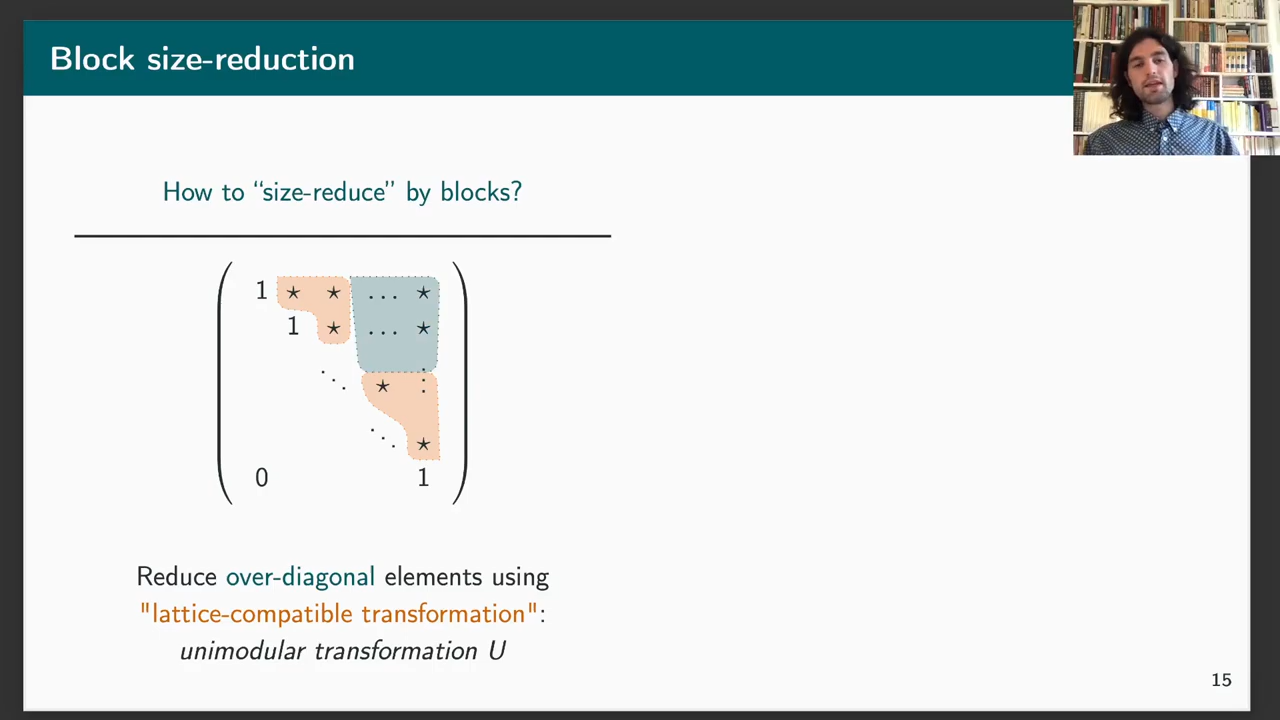 Block size-reduction
How to “size-reduce” by blocks?
1 ⋆ ⋆ … ⋆
1 ⋆ … ⋆
⋱ ⋆ ⋮
⋱ ⋆
0 1
Reduce over-diagonal elements using
"lattice-compatible transformation":
unimodular transformation U
15